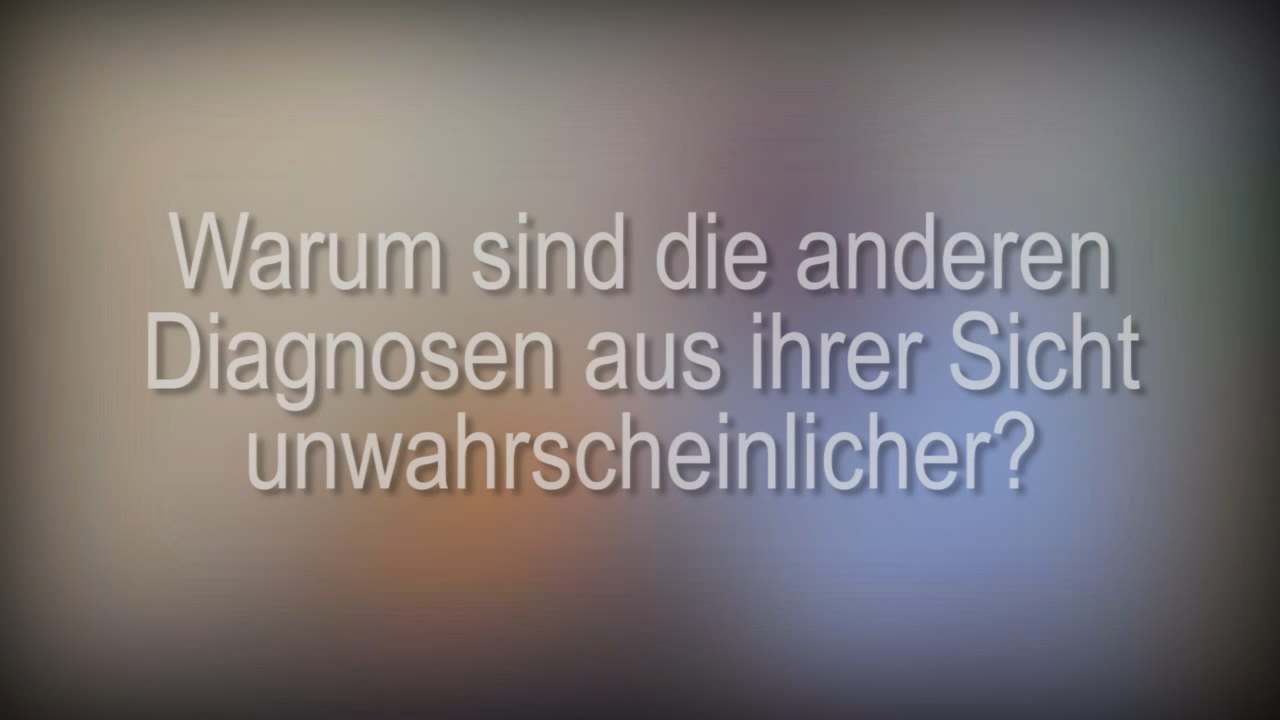 Warum sind die anderen
Diagnosen aus ihrer Sicht
unwahrscheinlicher?